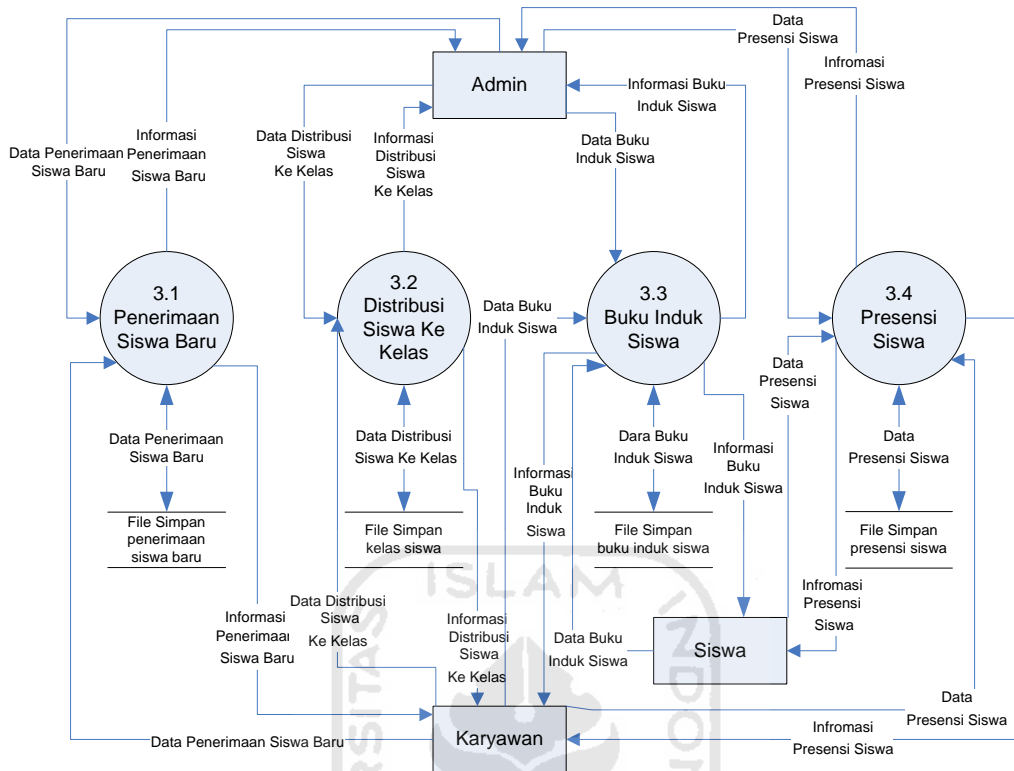 Data
Presensi Siswa
Infromasi
Presensi Siswa
Admin
Informasi Buku
Induk Siswa
Data Penerimaan
Siswa Baru
Informasi
Penerimaan
Siswa Baru
Data Distribusi
Siswa
Ke Kelas
Informasi
Distribusi
Siswa
Ke Kelas
Data Buku
Induk Siswa
3.1
Penerimaan
Siswa Baru
3.2
Distribusi
Siswa Ke
Kelas
Data Buku
Induk Siswa
3.3
Buku Induk
Siswa
3.4
Presensi
Siswa
Data
Presensi
Siswa
Data Penerimaan
Siswa Baru
Data Distribusi
Siswa Ke Kelas
Informasi
Buku
Induk
Siswa
Dara Buku
Induk Siswa
Informasi
Buku
Induk Siswa
Data
Presensi Siswa
File Simpan
penerimaan
siswa baru
File Simpan
kelas siswa
File Simpan
buku induk siswa
File Simpan
presensi siswa
ISLAM
Data Distribusi
Siswa
Ke Kelas
Informasi
Penerimaar
Siswa Baru
Informasi
Distribusi
Siswa
Ke Kelas
Data Buku
Induk Siswa
Siswa
Infromasi
Presensi
Siswa
Data
Presensi Siswa
Data Penerimaan Siswa Baru
Karyawan
Infromasi
Presensi Siswa